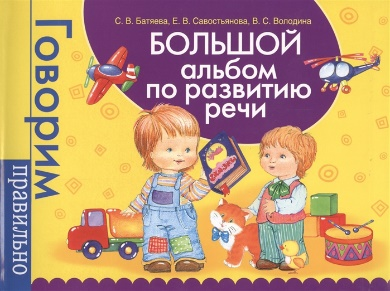 С. В. Батяева, Е. В. Савостьянова, В. С. Володина
БОЛЬШОЙ
альбом
по развитию
речи
Говорим
правильно